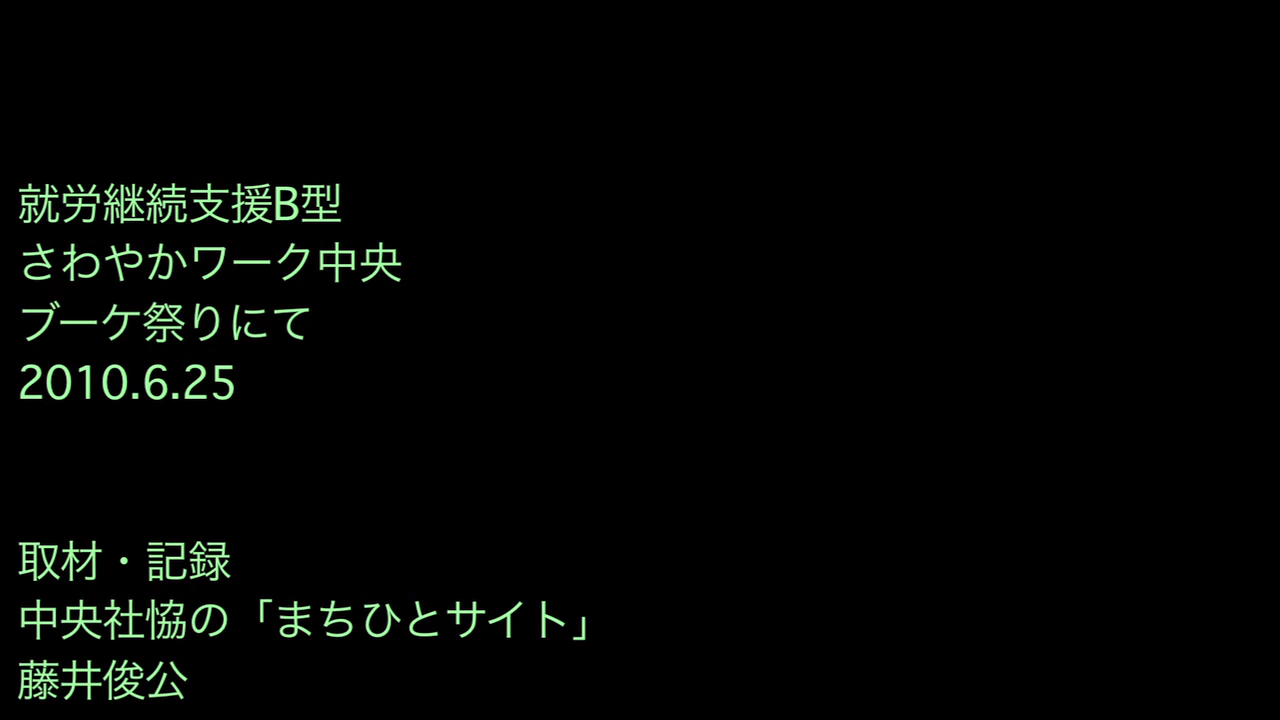 就労継続支援B型
さわやかワーク中央
ブーケ祭りにて
2010.6.25
取材・記録
中央社恊の「まちひとサイト」
藤井俊公